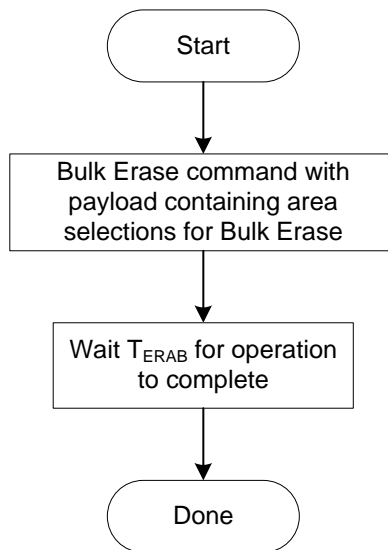 Start
Bulk Erase command with
payload containing area
selections for Bulk Erase
Wait TERAB for operation
to complete
Done